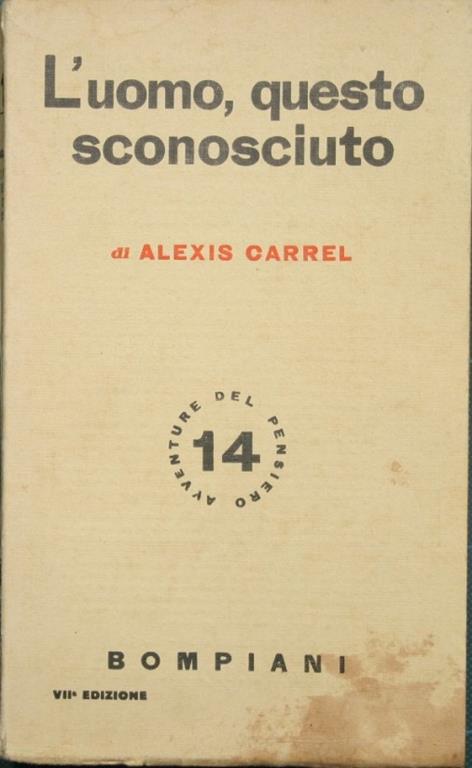 L'uomo, questo
sconosciuto
di ALEXIS CARREL
AVVENTURE DEL PENSIERO
14
BOMPIANI
VIIª EDIZIONE